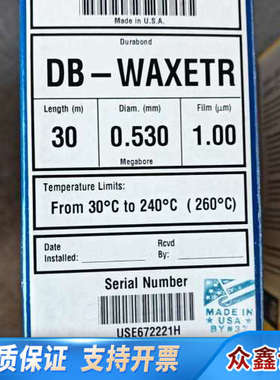 Made in U.S.A.
Durabond
DB-WAXETR
Length (m) Diam. (mm) Film (μm)
30 0.530 1.00
Megabore
Temperature Limits:
From 30°C to 240°C ( 260°C)
Date Installed: Rcvd By:
Serial Number
USE672221H
MADE IN
USA
质保证 支持 众鑫